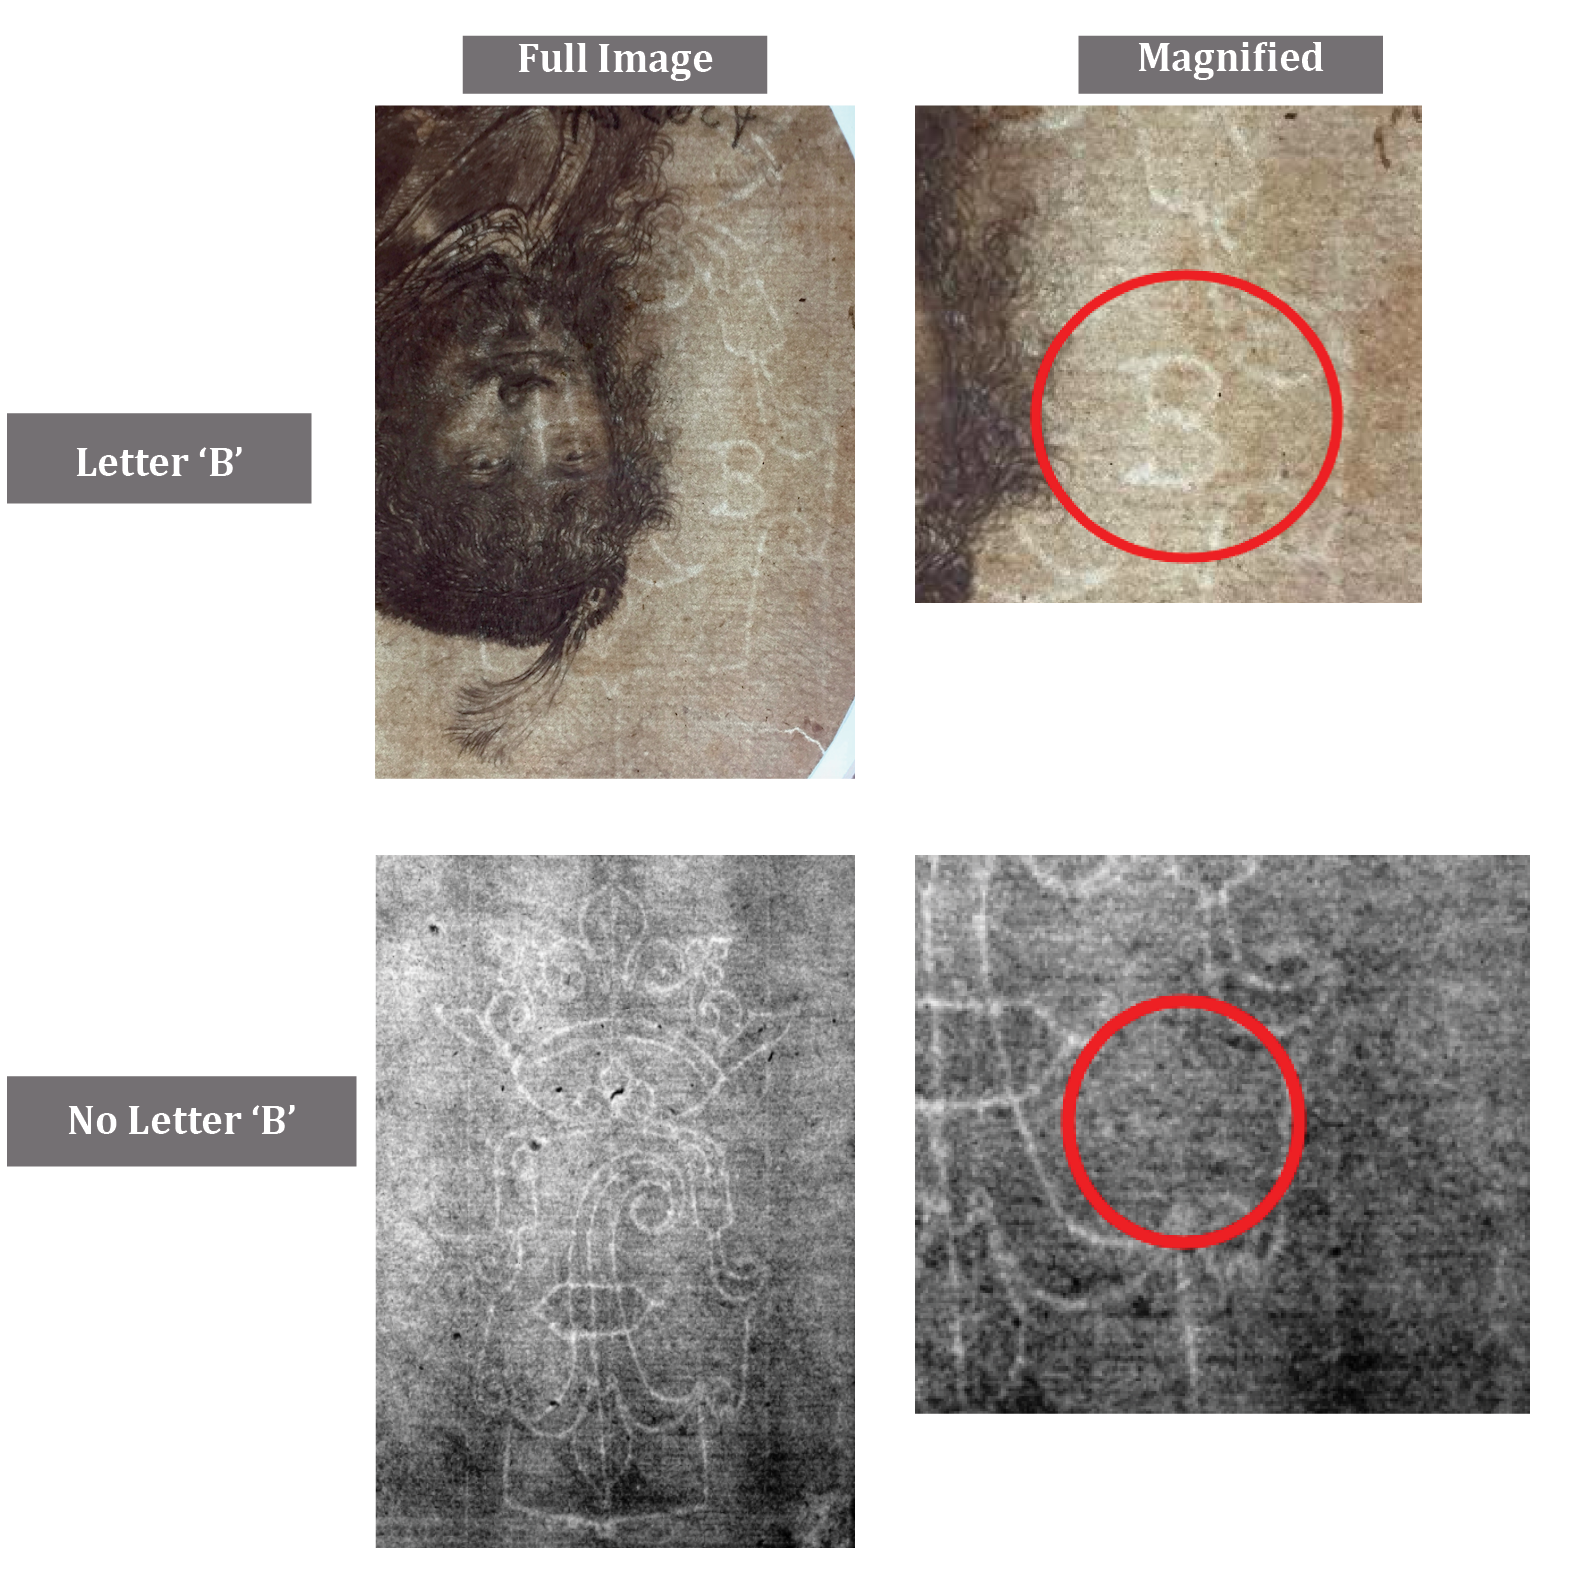 Full Image
Magnified
Letter ‘B’
B
B
No Letter ‘B’